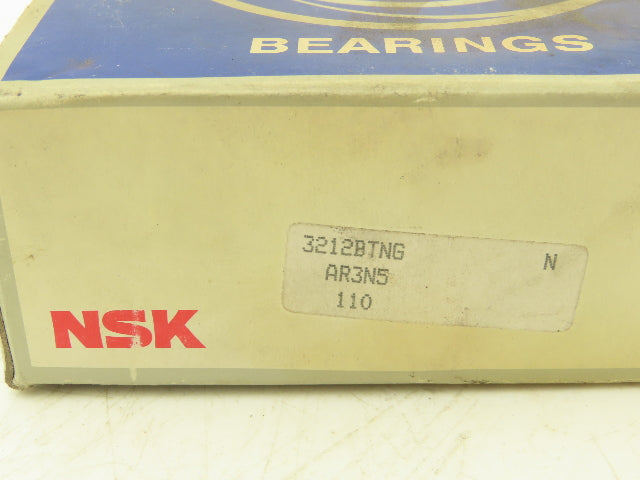 BEARINGS
3212BTNG N
AR3N5
110
NSK